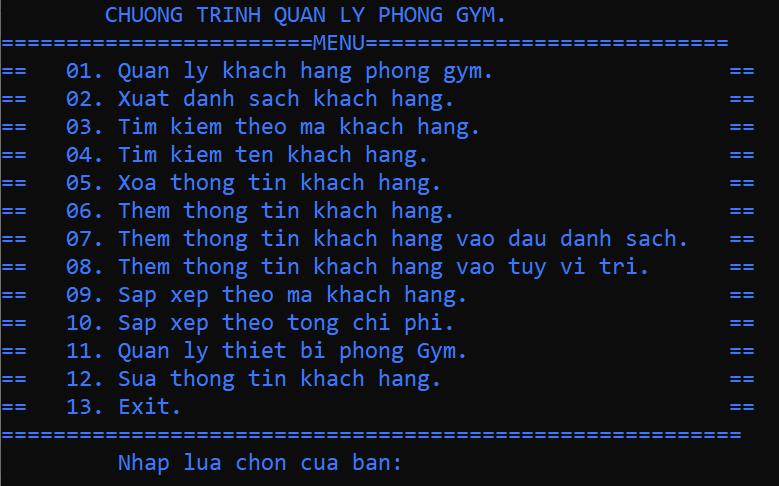 CHUONG TRINH QUAN LY PHONG GYM.
========================MENU============================
==   01. Quan ly khach hang phong gym.                  ==
==   02. Xuat danh sach khach hang.                     ==
==   03. Tim kiem theo ma khach hang.                   ==
==   04. Tim kiem ten khach hang.                       ==
==   05. Xoa thong tin khach hang.                      ==
==   06. Them thong tin khach hang.                     ==
==   07. Them thong tin khach hang vao dau danh sach.   ==
==   08. Them thong tin khach hang vao tuy vi tri.      ==
==   09. Sap xep theo ma khach hang.                    ==
==   10. Sap xep theo tong chi phi.                     ==
==   11. Quan ly thiet bi phong Gym.                    ==
==   12. Sua thong tin khach hang.                      ==
==   13. Exit.                                          ==
=========================================================
Nhap lua chon cua ban: